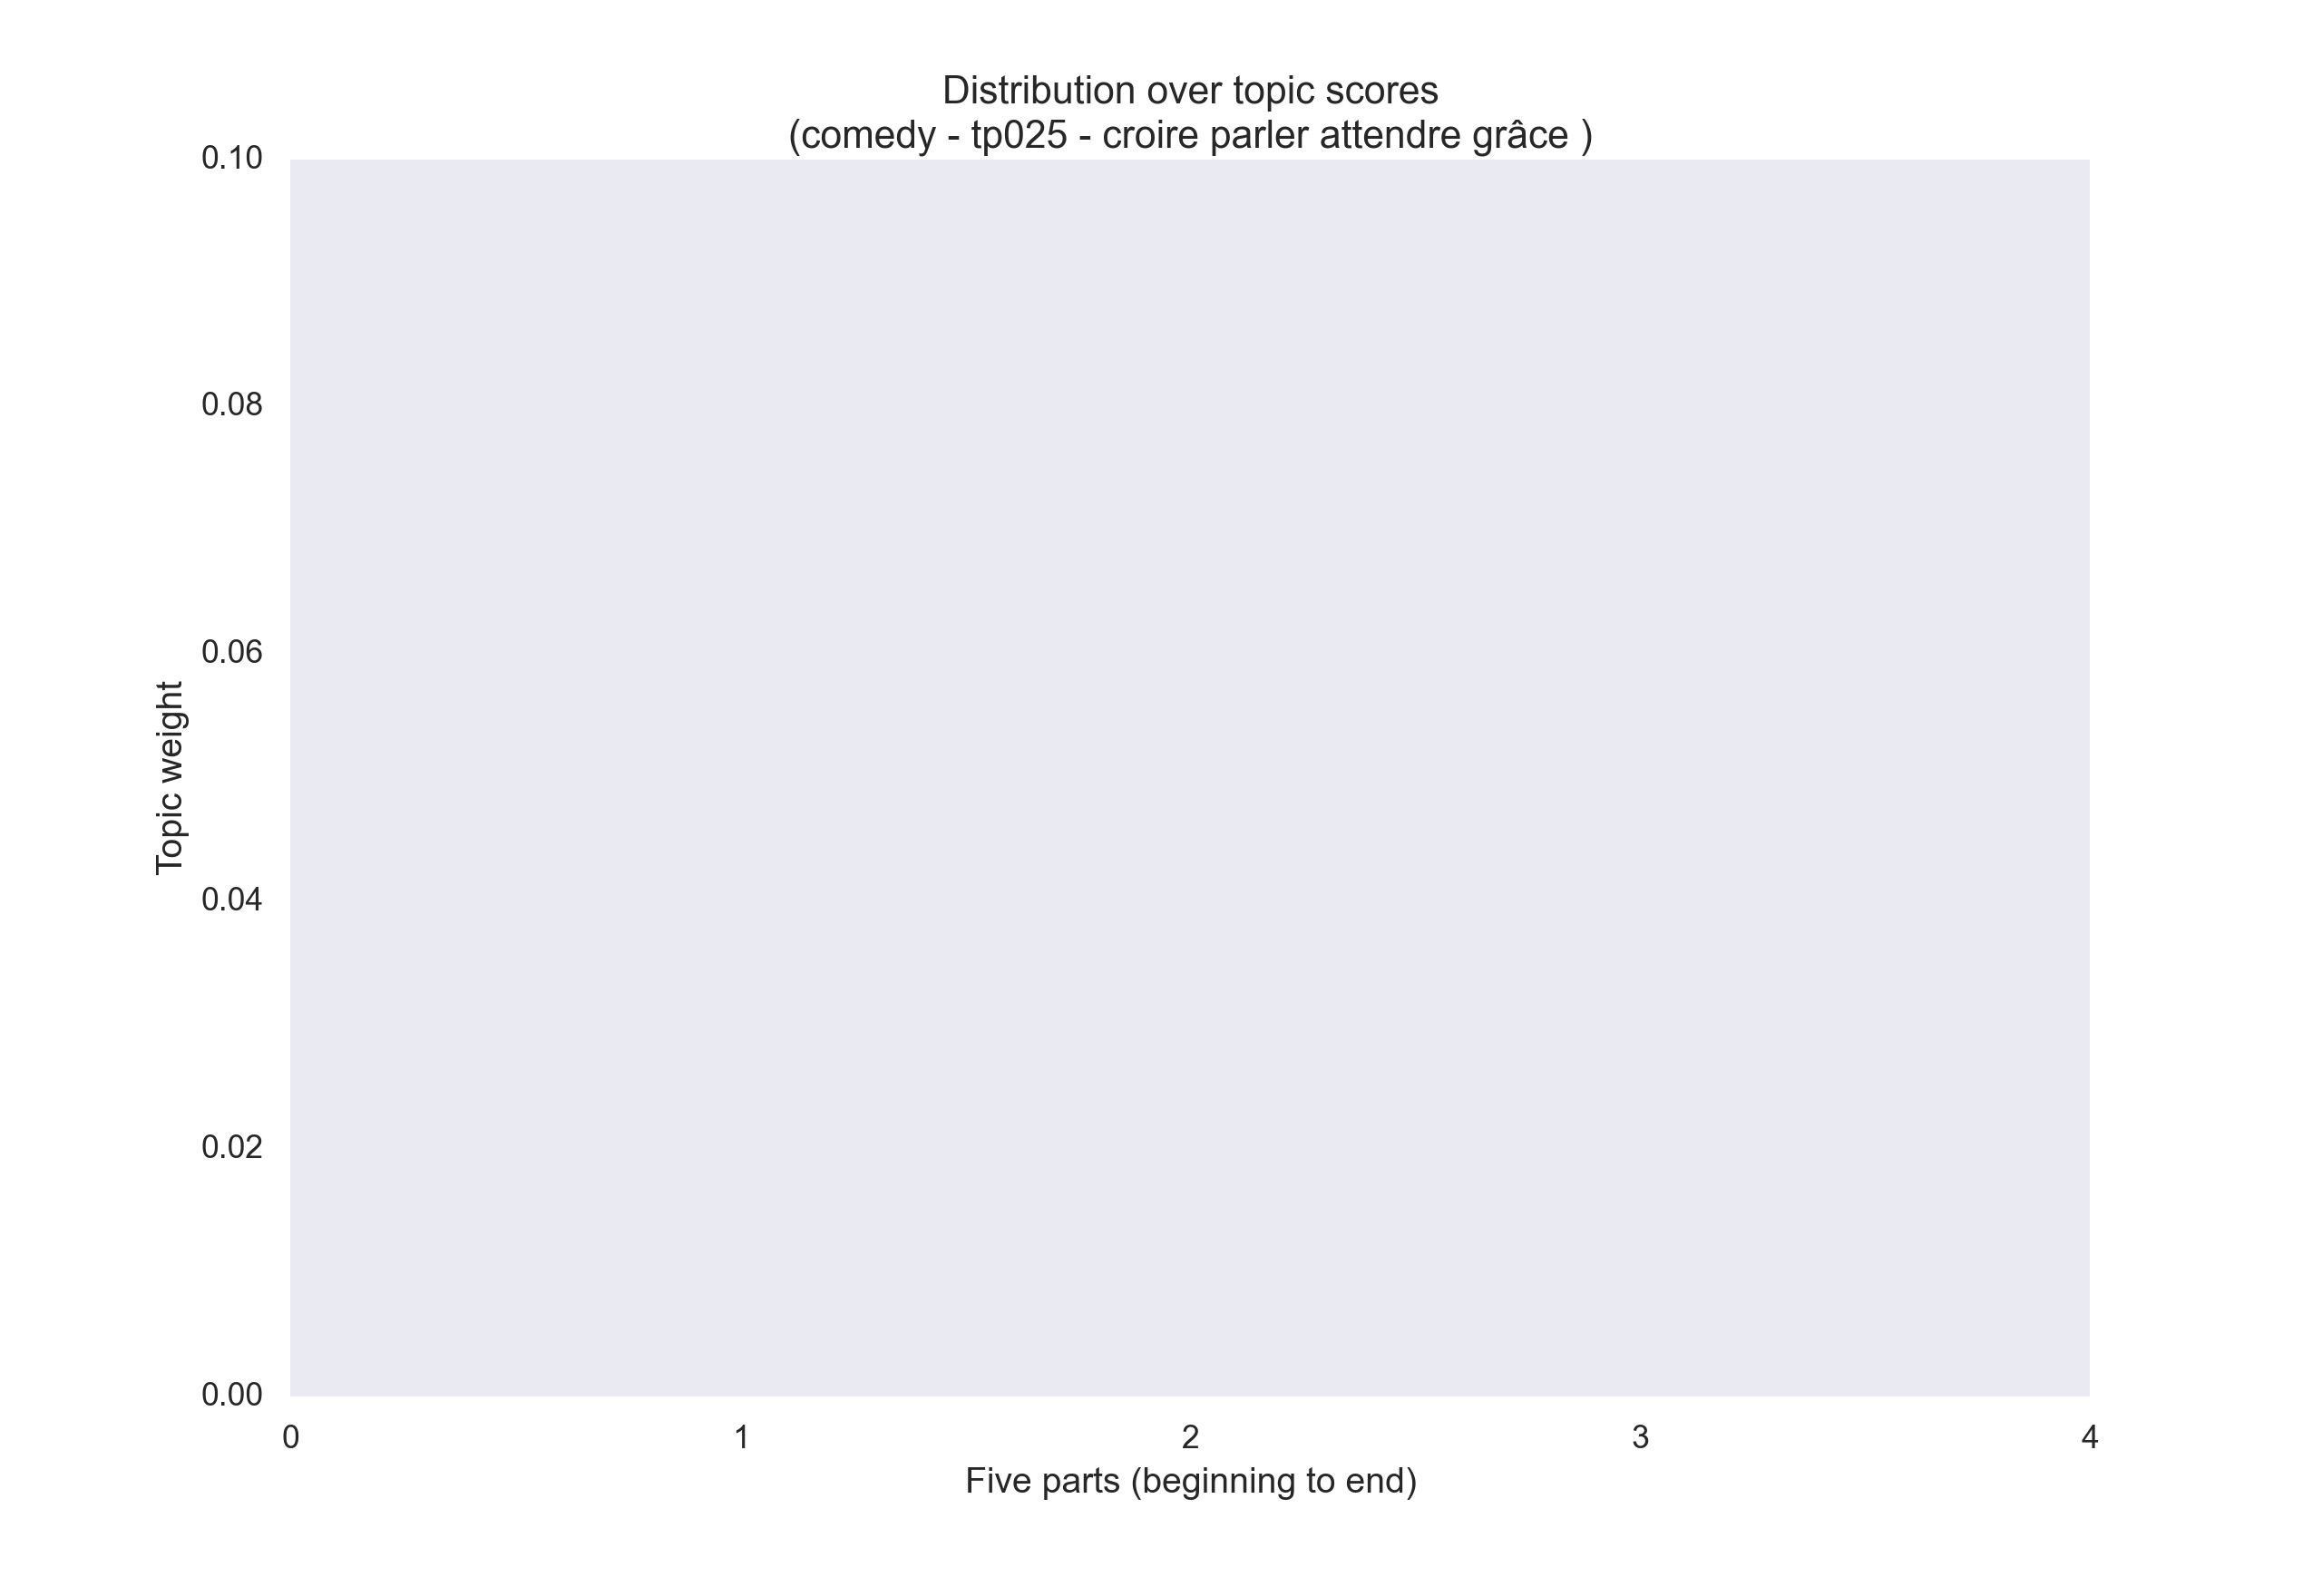 Distribution over topic scores
(comedy - tp025 - croire parler attendre grâce )
0.10
0.08
0.06
0.04
0.02
0.00
Topic weight
0 1 2 3 4
Five parts (beginning to end)